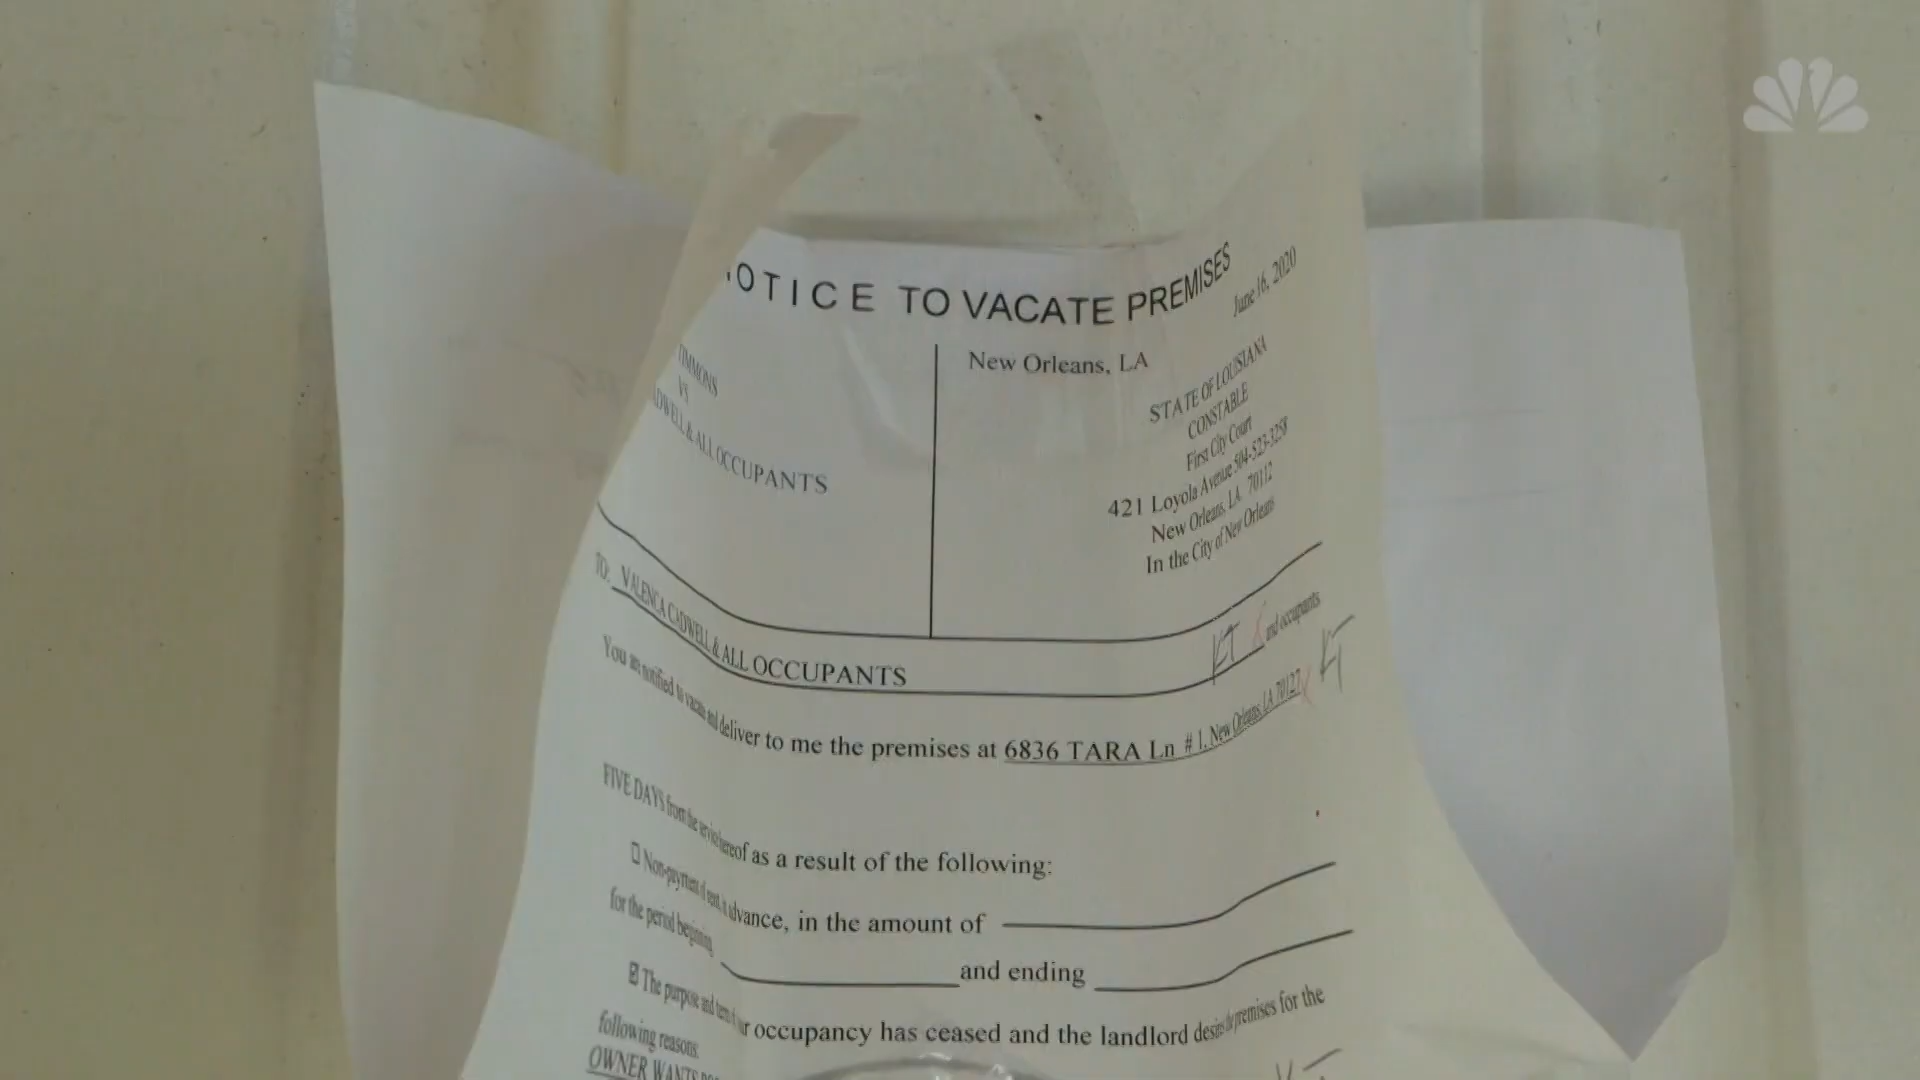 OTICE TO VACATE PREMISES
June 16, 2020
TIMMONS
VS
DWELL & ALL OCCUPANTS
New Orleans, LA
STATE OF LOUISIANA
CONSTABLE
First City Court
421 Loyola Avenue 504-523-3258
New Orleans, LA 70112
In the City of New Orleans
TO: VALENCA CADWELL & ALL OCCUPANTS KT and occupants
You are notified to vacate and deliver to me the premises at 6836 TARA Ln # 1, New Orleans, LA 70127 KT
FIVE DAYS from the service hereof as a result of the following:
☐ Non-payment of rent, in advance, in the amount of
for the period beginning and ending
☑ The purpose and term of your occupancy has ceased and the landlord desires the premises for the
following reasons:
OWNER WANTS